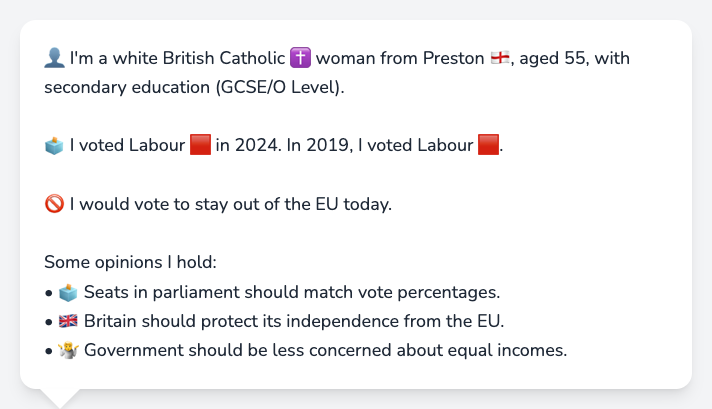 👤 I'm a white British Catholic ✝️ woman from Preston 🏴󠁧󠁢󠁥󠁮󠁧󠁿, aged 55, with
secondary education (GCSE/O Level).
🗳️ I voted Labour 🟥 in 2024. In 2019, I voted Labour 🟥.
🚫 I would vote to stay out of the EU today.
Some opinions I hold:
• 🗳️ Seats in parliament should match vote percentages.
• 🇬🇧 Britain should protect its independence from the EU.
• 🤷 Government should be less concerned about equal incomes.